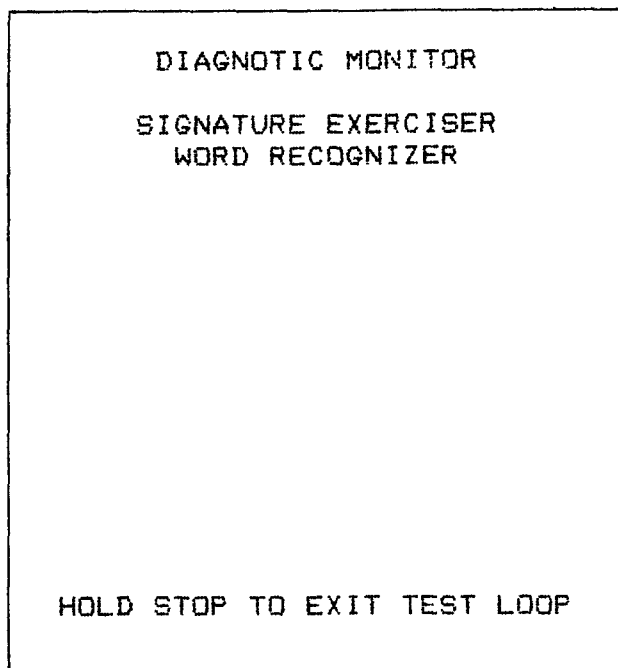 DIAGNOTIC MONITOR
SIGNATURE EXERCISER
WORD RECOGNIZER
HOLD STOP TO EXIT TEST LOOP